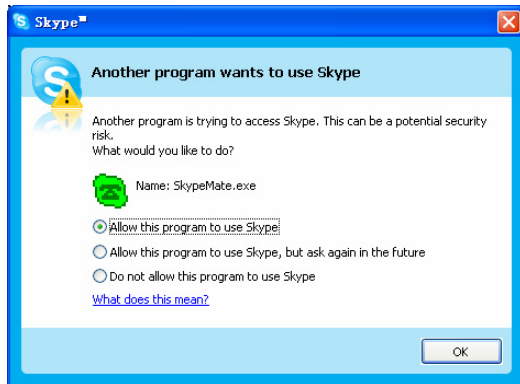 Skype™
Another program wants to use Skype
Another program is trying to access Skype. This can be a potential security
risk.
What would you like to do?
Name: SkypeMate.exe
Allow this program to use Skype
Allow this program to use Skype, but ask again in the future
Do not allow this program to use Skype
What does this mean?
OK